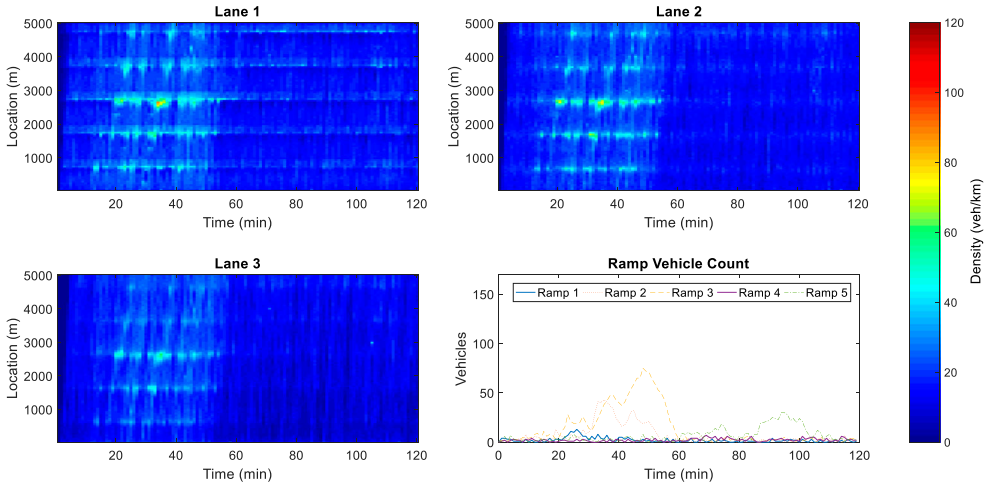 Lane 1
5000
4000
3000
2000
1000
Location (m)
20 40 60 80 100 120
Time (min)
Lane 2
5000
4000
3000
2000
1000
Location (m)
20 40 60 80 100 120
Time (min)
Lane 3
5000
4000
3000
2000
1000
Location (m)
20 40 60 80 100 120
Time (min)
Ramp Vehicle Count
150
100
50
0
Vehicles
Ramp 1 Ramp 2 Ramp 3 Ramp 4 Ramp 5
0 20 40 60 80 100 120
Time (min)
120
100
80
60
40
20
0
Density (veh/km)